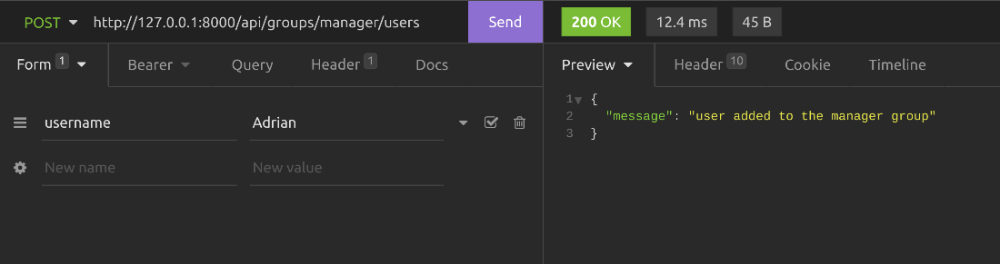 POST http://127.0.0.1:8000/api/groups/manager/users Send 200 OK 12.4 ms 45 B
Form 1 Bearer Query Header 1 Docs
Preview Header 10 Cookie Timeline
username Adrian
New name New value
1 {
2 "message": "user added to the manager group"
3 }